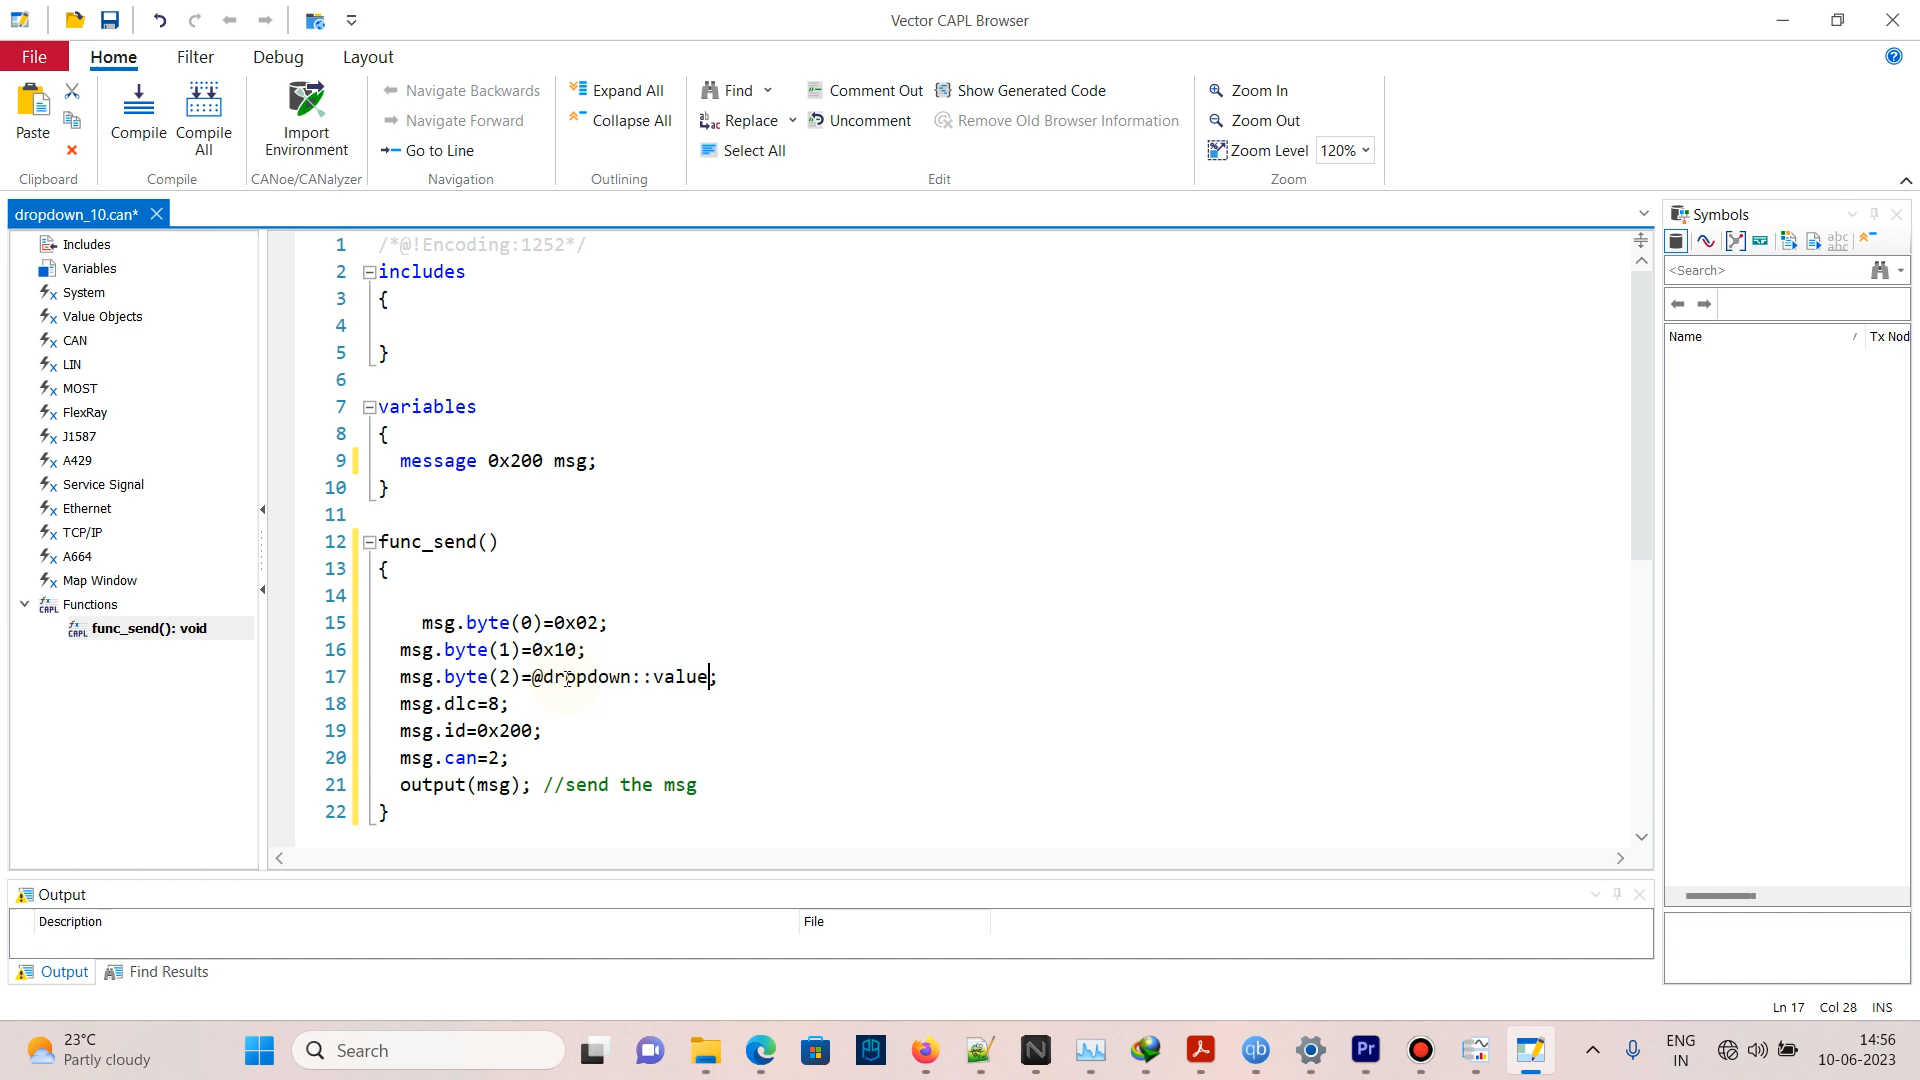 Vector CAPL Browser
File Home Filter Debug Layout
Paste Compile Compile All Import Environment
Navigate Backwards Expand All Find Comment Out Show Generated Code Zoom In
Navigate Forward Collapse All Replace Uncomment Remove Old Browser Information Zoom Out
Go to Line Select All Zoom Level 120%
Clipboard Compile CANoe/CANalyzer Navigation Outlining Edit Zoom
dropdown_10.can* Symbols
Includes
Variables
System
Value Objects
CAN
LIN
MOST
FlexRay
J1587
A429
Service Signal
Ethernet
TCP/IP
A664
Map Window
Functions
func_send(): void
1 /*@!Encoding:1252*/
2 includes
3 {
4
5 }
6
7 variables
8 {
9 message 0x200 msg;
10 }
11
12 func_send()
13 {
14
15 msg.byte(0)=0x02;
16 msg.byte(1)=0x10;
17 msg.byte(2)=@dropdown::value;
18 msg.dlc=8;
19 msg.id=0x200;
20 msg.can=2;
21 output(msg); //send the msg
22 }
abc
<Search>
Name Tx Nod
Output
Description File
Output Find Results
Ln 17 Col 28 INS
23°C
Partly cloudy
Search
ENG
IN
14:56
10-06-2023